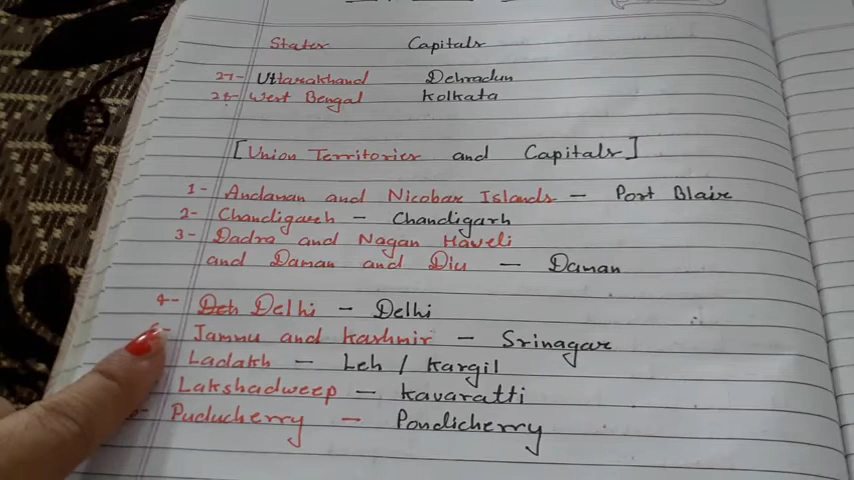 States Capitals
27- Uttarakhand Dehradun
28- West Bengal Kolkata
[Union Territories and Capitals]
1- Andaman and Nicobar Islands - Port Blair
2- Chandigarh - Chandigarh
3- Dadra and Nagar Haveli
and Daman and Diu - Daman
4- Delhi - Delhi
Jammu and Kashmir - Srinagar
Ladakh - Leh / Kargil
Lakshadweep - Kavaratti
Puducherry - Pondicherry